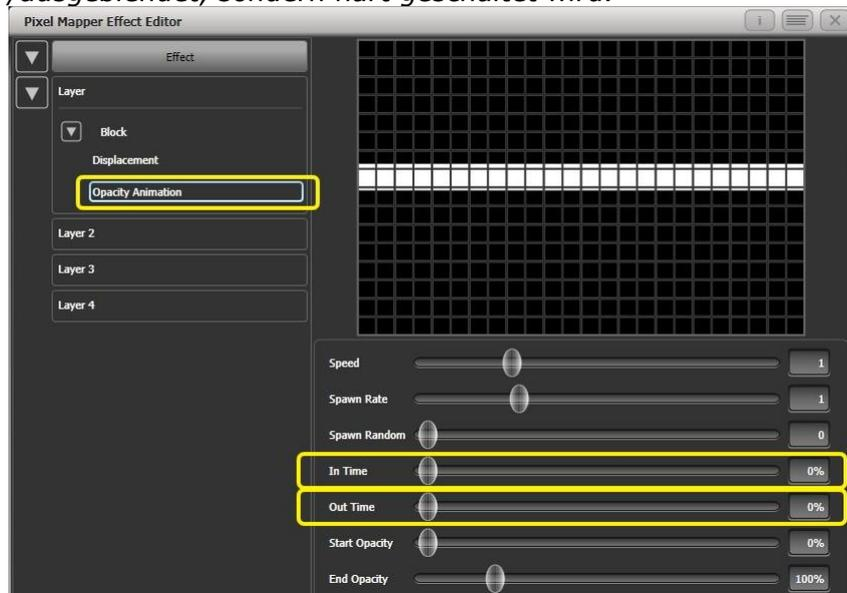 /ausgeblendet, sondern hart geschaltet wird.
Pixel Mapper Effect Editor
Effect
Layer
Block
Displacement
Opacity Animation
Layer 2
Layer 3
Layer 4
Speed 1
Spawn Rate 1
Spawn Random 0
In Time 0%
Out Time 0%
Start Opacity 0%
End Opacity 100%